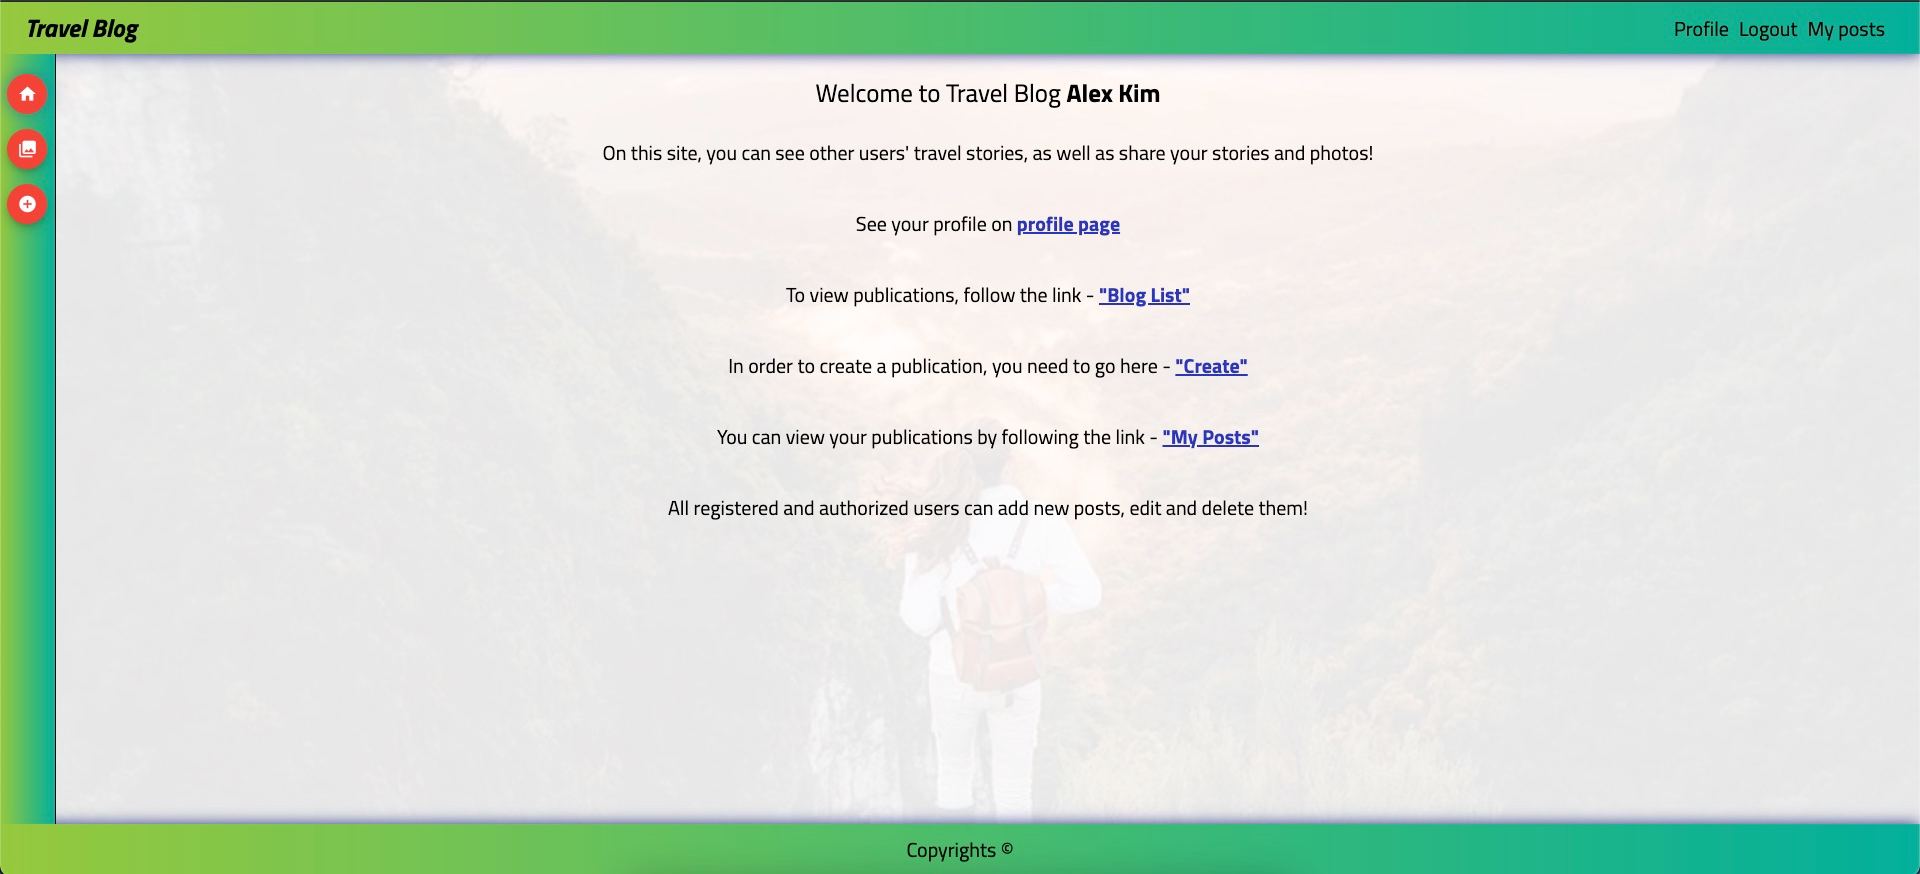 Travel Blog
Profile Logout My posts
Welcome to Travel Blog Alex Kim
On this site, you can see other users' travel stories, as well as share your stories and photos!
See your profile on profile page
To view publications, follow the link - "Blog List"
In order to create a publication, you need to go here - "Create"
You can view your publications by following the link - "My Posts"
All registered and authorized users can add new posts, edit and delete them!
Copyrights ©